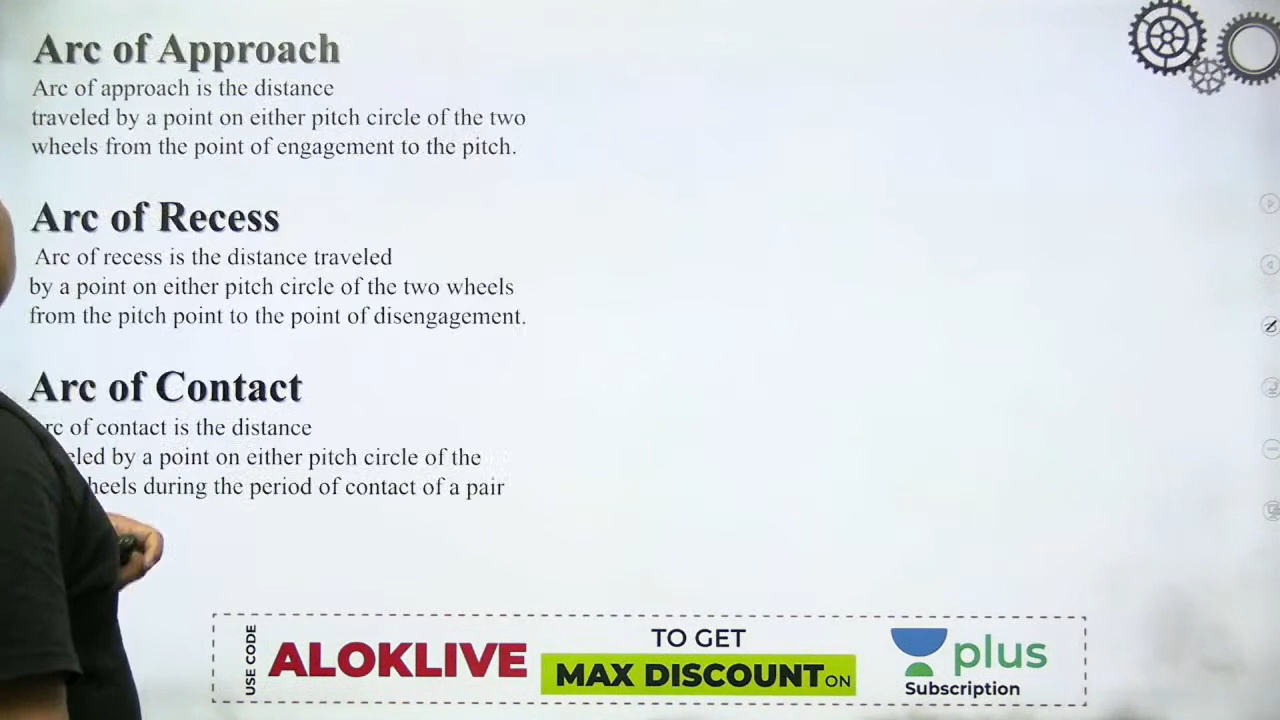 Arc of Approach
Arc of approach is the distance
traveled by a point on either pitch circle of the two
wheels from the point of engagement to the pitch.
Arc of Recess
Arc of recess is the distance traveled
by a point on either pitch circle of the two wheels
from the pitch point to the point of disengagement.
Arc of Contact
of contact is the distance
by a point on either pitch circle of the
during the period of contact of a pair
USE CODE
ALOKLIVE
TO GET
MAX DISCOUNT ON
plus
Subscription